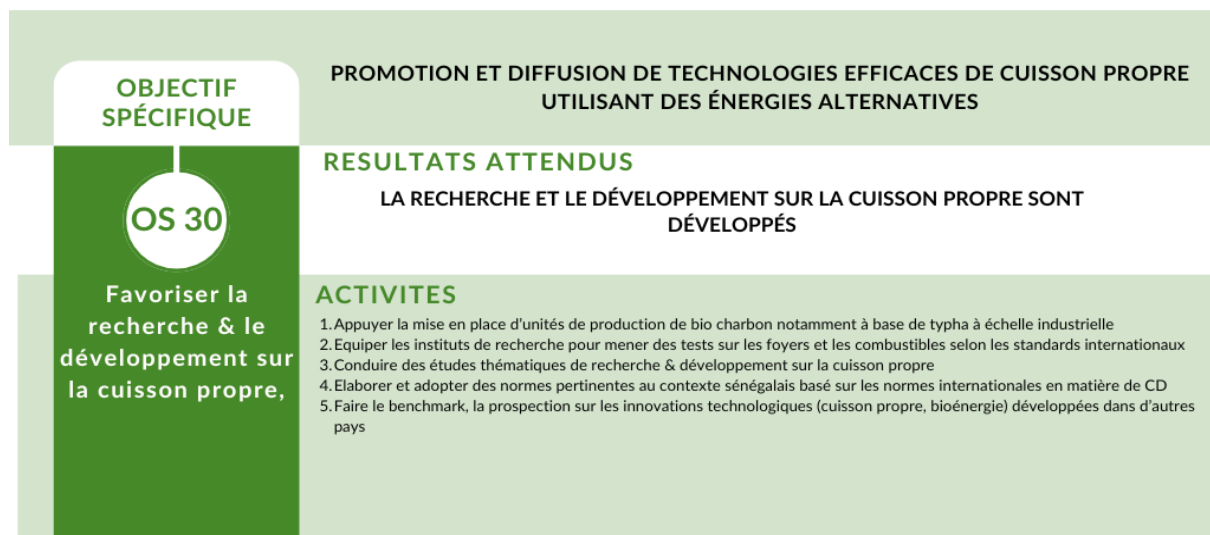 OBJECTIF
SPÉCIFIQUE
PROMOTION ET DIFFUSION DE TECHNOLOGIES EFFICACES DE CUISSON PROPRE
UTILISANT DES ÉNERGIES ALTERNATIVES
OS 30
Favoriser la
recherche & le
développement sur
la cuisson propre,
RESULTATS ATTENDUS
LA RECHERCHE ET LE DÉVELOPPEMENT SUR LA CUISSON PROPRE SONT
DÉVELOPPÉS
ACTIVITES
1. Appuyer la mise en place d'unités de production de bio charbon notamment à base de typha à échelle industrielle
2. Equiper les instituts de recherche pour mener des tests sur les foyers et les combustibles selon les standards internationaux
3. Conduire des études thématiques de recherche & développement sur la cuisson propre
4. Elaborer et adopter des normes pertinentes au contexte sénégalais basé sur les normes internationales en matière de CD
5. Faire le benchmark, la prospection sur les innovations technologiques (cuisson propre, bioénergie) développées dans d'autres
pays